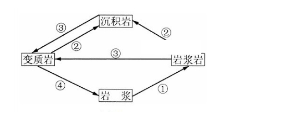 ③ 沉积岩
② ②
变质岩 ③ 岩浆岩
④ ①
岩 浆